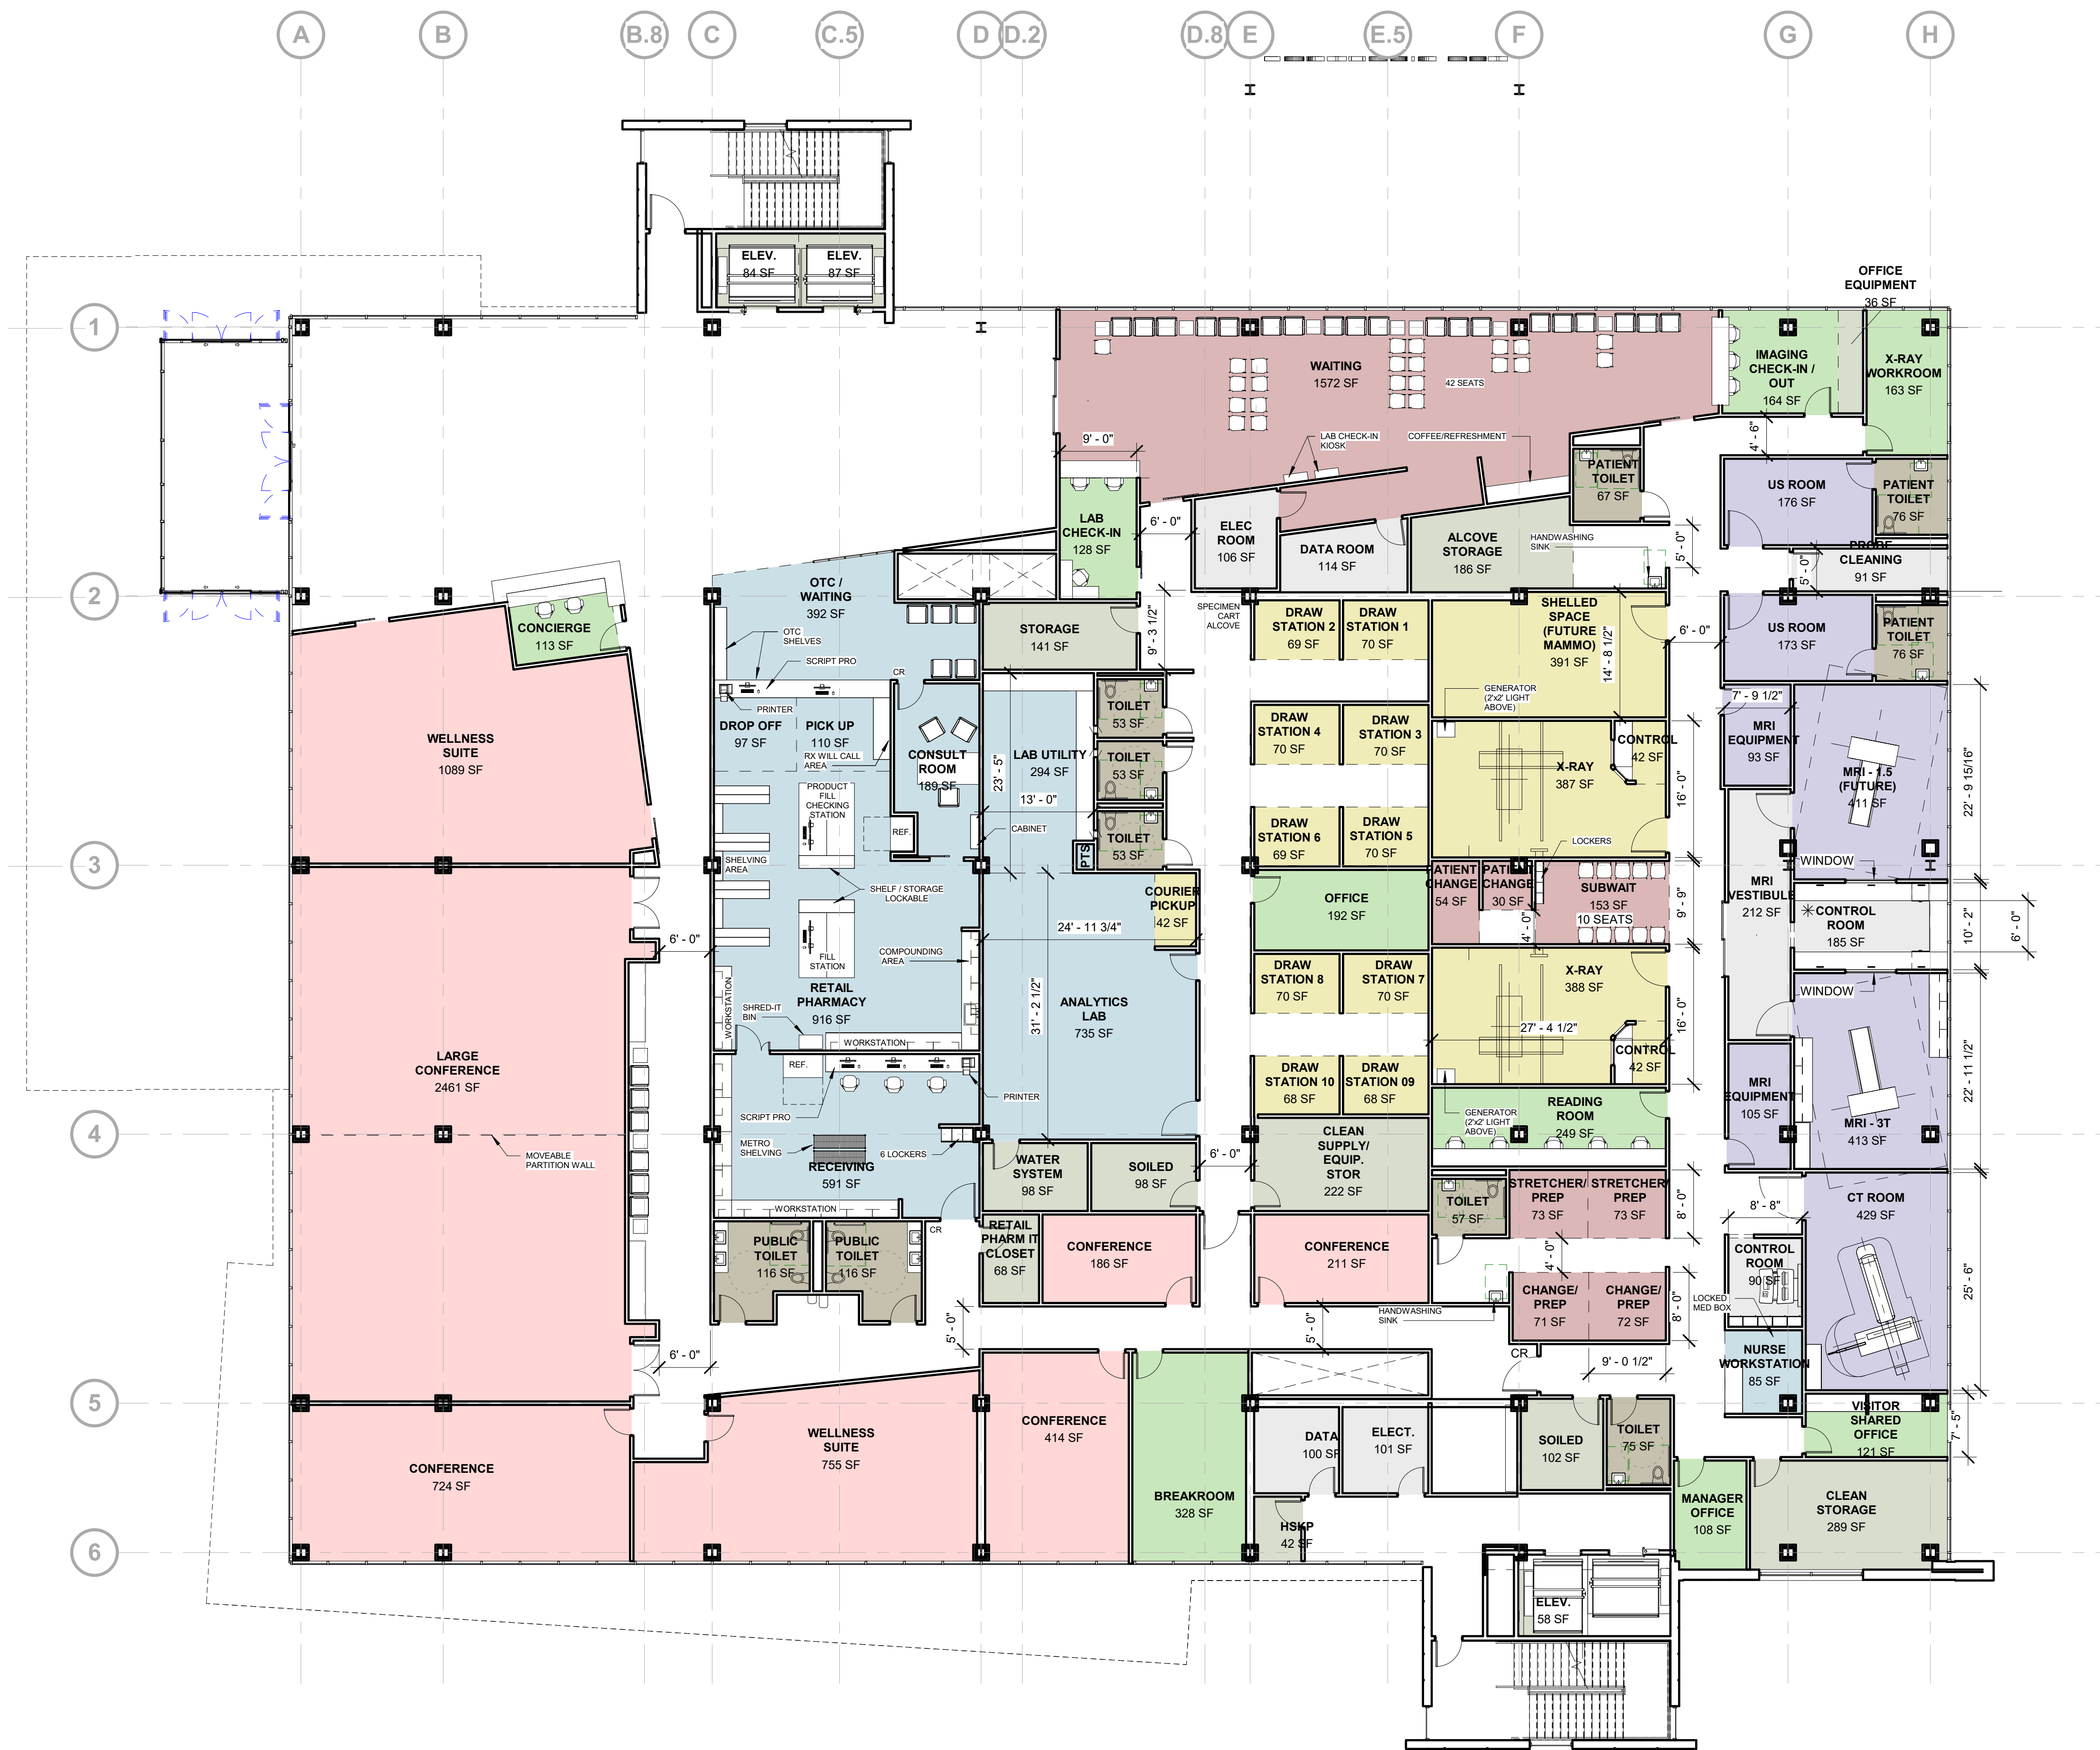 A
B
B.8
C
C.5
D
D.2
D.8
E
E.5
F
G
H
1
2
3
4
5
6
ELEV.
84 SF
ELEV.
87 SF
OFFICE
EQUIPMENT
36 SF
WAITING
1572 SF
42 SEATS
IMAGING
CHECK-IN /
OUT
164 SF
X-RAY
WORKROOM
163 SF
9' - 0"
LAB CHECK-IN
KIOSK
COFFEE/REFRESHMENT
4' - 6"
PATIENT
TOILET
67 SF
US ROOM
176 SF
PATIENT
TOILET
76 SF
LAB
CHECK-IN
128 SF
6' - 0"
ELEC
ROOM
106 SF
DATA ROOM
114 SF
ALCOVE
STORAGE
186 SF
HANDWASHING
SINK
5' - 0"
PROBE
CLEANING
91 SF
5' - 0"
OTC /
WAITING
392 SF
OTC
SHELVES
SCRIPT PRO
CR
CONCIERGE
113 SF
STORAGE
141 SF
9' - 3 1/2"
SPECIMEN
CART
ALCOVE
DRAW
STATION 2
69 SF
DRAW
STATION 1
70 SF
SHELLED
SPACE
(FUTURE
MAMMO)
391 SF
14' - 8 1/2"
6' - 0"
US ROOM
173 SF
PATIENT
TOILET
76 SF
WELLNESS
SUITE
1089 SF
PRINTER
DROP OFF
97 SF
PICK UP
110 SF
RX WILL CALL
AREA
CONSULT
ROOM
189 SF
LAB UTILITY
294 SF
23' - 5"
13' - 0"
TOILET
53 SF
TOILET
53 SF
TOILET
53 SF
PTS
CABINET
DRAW
STATION 4
70 SF
DRAW
STATION 3
70 SF
GENERATOR
(2'x2' LIGHT
ABOVE)
X-RAY
387 SF
CONTROL
42 SF
16' - 0"
7' - 9 1/2"
MRI
EQUIPMENT
93 SF
MRI - 1.5
(FUTURE)
411 SF
22' - 9 15/16"
PRODUCT
FILL
CHECKING
STATION
REF.
DRAW
STATION 6
69 SF
DRAW
STATION 5
70 SF
LOCKERS
SHELVING
AREA
SHELF / STORAGE
LOCKABLE
COURIER
PICKUP
42 SF
OFFICE
192 SF
PATIENT
CHANGE
54 SF
PATIENT
CHANGE
30 SF
SUBWAIT
153 SF
10 SEATS
4' - 0"
9' - 9"
WINDOW
MRI
VESTIBULE
212 SF
CONTROL
ROOM
185 SF
10' - 2"
6' - 0"
WINDOW
6' - 0"
24' - 11 3/4"
FILL
STATION
COMPOUNDING
AREA
RETAIL
PHARMACY
916 SF
WORKSTATION
SHRED-IT
BIN
WORKSTATION
ANALYTICS
LAB
735 SF
31' - 2 1/2"
DRAW
STATION 8
70 SF
DRAW
STATION 7
70 SF
X-RAY
388 SF
27' - 4 1/2"
CONTROL
42 SF
16' - 0"
LARGE
CONFERENCE
2461 SF
REF.
SCRIPT PRO
PRINTER
DRAW
STATION 10
68 SF
DRAW
STATION 09
68 SF
GENERATOR
(2'x2' LIGHT
ABOVE)
READING
ROOM
249 SF
MRI
EQUIPMENT
105 SF
MRI - 3T
413 SF
22' - 11 1/2"
MOVEABLE
PARTITION WALL
METRO
SHELVING
6 LOCKERS
RECEIVING
591 SF
WORKSTATION
WATER
SYSTEM
98 SF
SOILED
98 SF
6' - 0"
CLEAN
SUPPLY/
EQUIP.
STOR
222 SF
TOILET
57 SF
STRETCHER/
PREP
73 SF
STRETCHER/
PREP
73 SF
8' - 0"
8' - 8"
CT ROOM
429 SF
PUBLIC
TOILET
116 SF
PUBLIC
TOILET
116 SF
CR
RETAIL
PHARM IT
CLOSET
68 SF
CONFERENCE
186 SF
CONFERENCE
211 SF
4' - 0"
CHANGE/
PREP
71 SF
CHANGE/
PREP
72 SF
8' - 0"
CONTROL
ROOM
90 SF
LOCKED
MED BOX
25' - 6"
HANDWASHING
SINK
5' - 0"
5' - 0"
6' - 0"
CR
9' - 0 1/2"
NURSE
WORKSTATION
85 SF
CONFERENCE
724 SF
WELLNESS
SUITE
755 SF
CONFERENCE
414 SF
BREAKROOM
328 SF
DATA
100 SF
ELECT.
101 SF
SOILED
102 SF
TOILET
75 SF
VISITOR
SHARED
OFFICE
121 SF
7' - 5"
HSKP
42 SF
MANAGER
OFFICE
108 SF
CLEAN
STORAGE
289 SF
ELEV.
58 SF